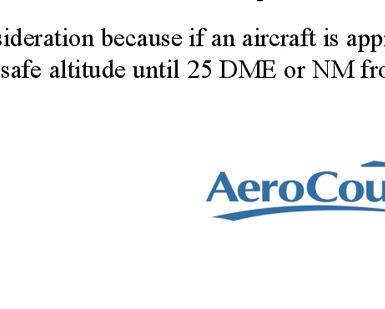 sideration because if an aircraft is appr
safe altitude until 25 DME or NM fro
AeroCou